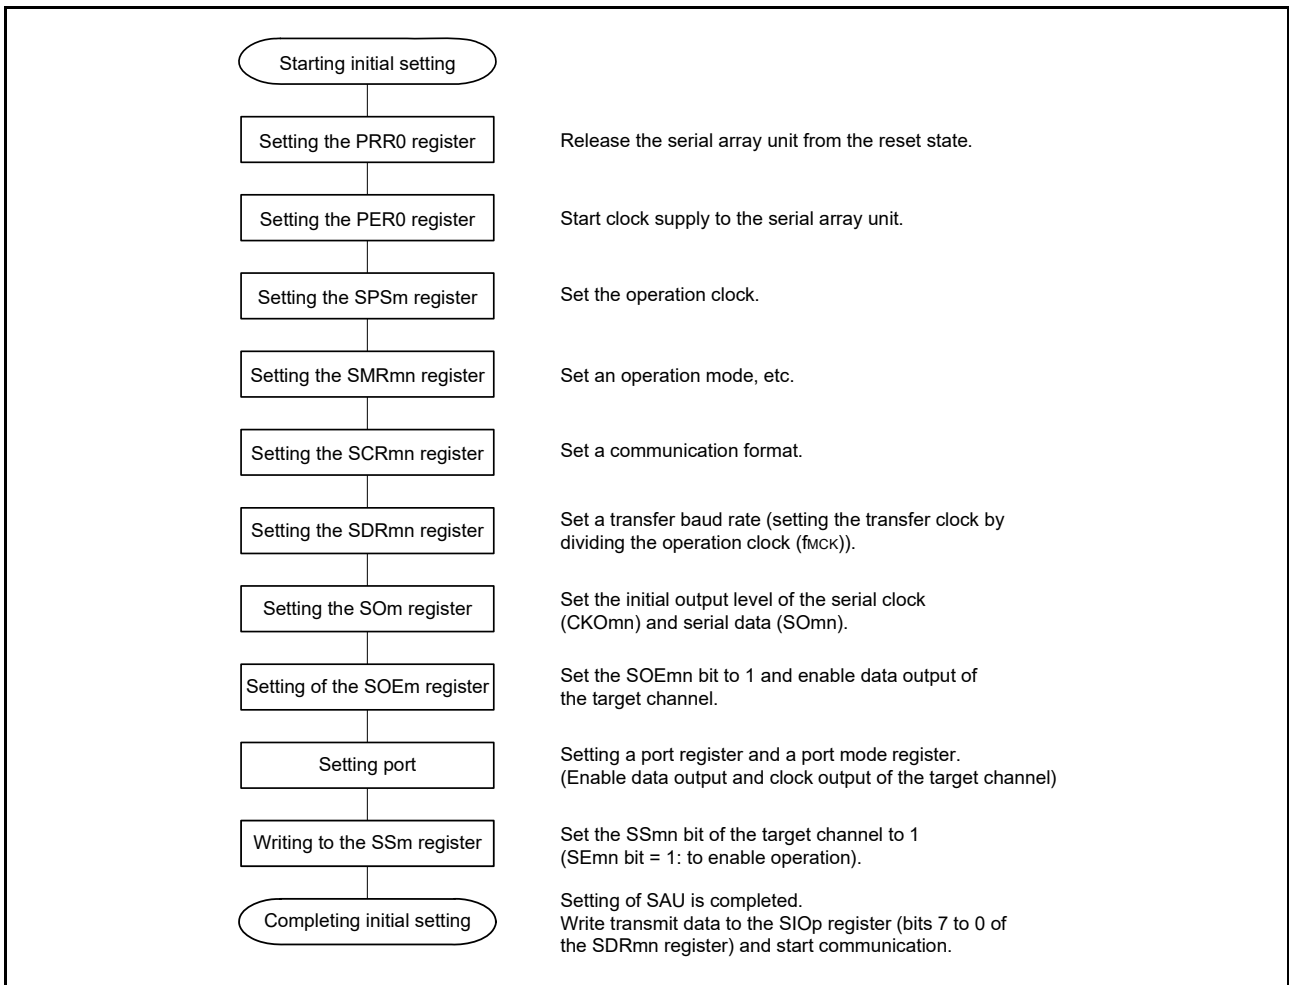 Starting initial setting
Setting the PRR0 register
Release the serial array unit from the reset state.
Setting the PER0 register
Start clock supply to the serial array unit.
Setting the SPSm register
Set the operation clock.
Setting the SMRmn register
Set an operation mode, etc.
Setting the SCRmn register
Set a communication format.
Setting the SDRmn register
Set a transfer baud rate (setting the transfer clock by
dividing the operation clock (fMCK)).
Setting the SOm register
Set the initial output level of the serial clock
(CKOmn) and serial data (SOmn).
Setting of the SOEm register
Set the SOEmn bit to 1 and enable data output of
the target channel.
Setting port
Setting a port register and a port mode register.
(Enable data output and clock output of the target channel)
Writing to the SSm register
Set the SSmn bit of the target channel to 1
(SEmn bit = 1: to enable operation).
Completing initial setting
Setting of SAU is completed.
Write transmit data to the SIOp register (bits 7 to 0 of
the SDRmn register) and start communication.